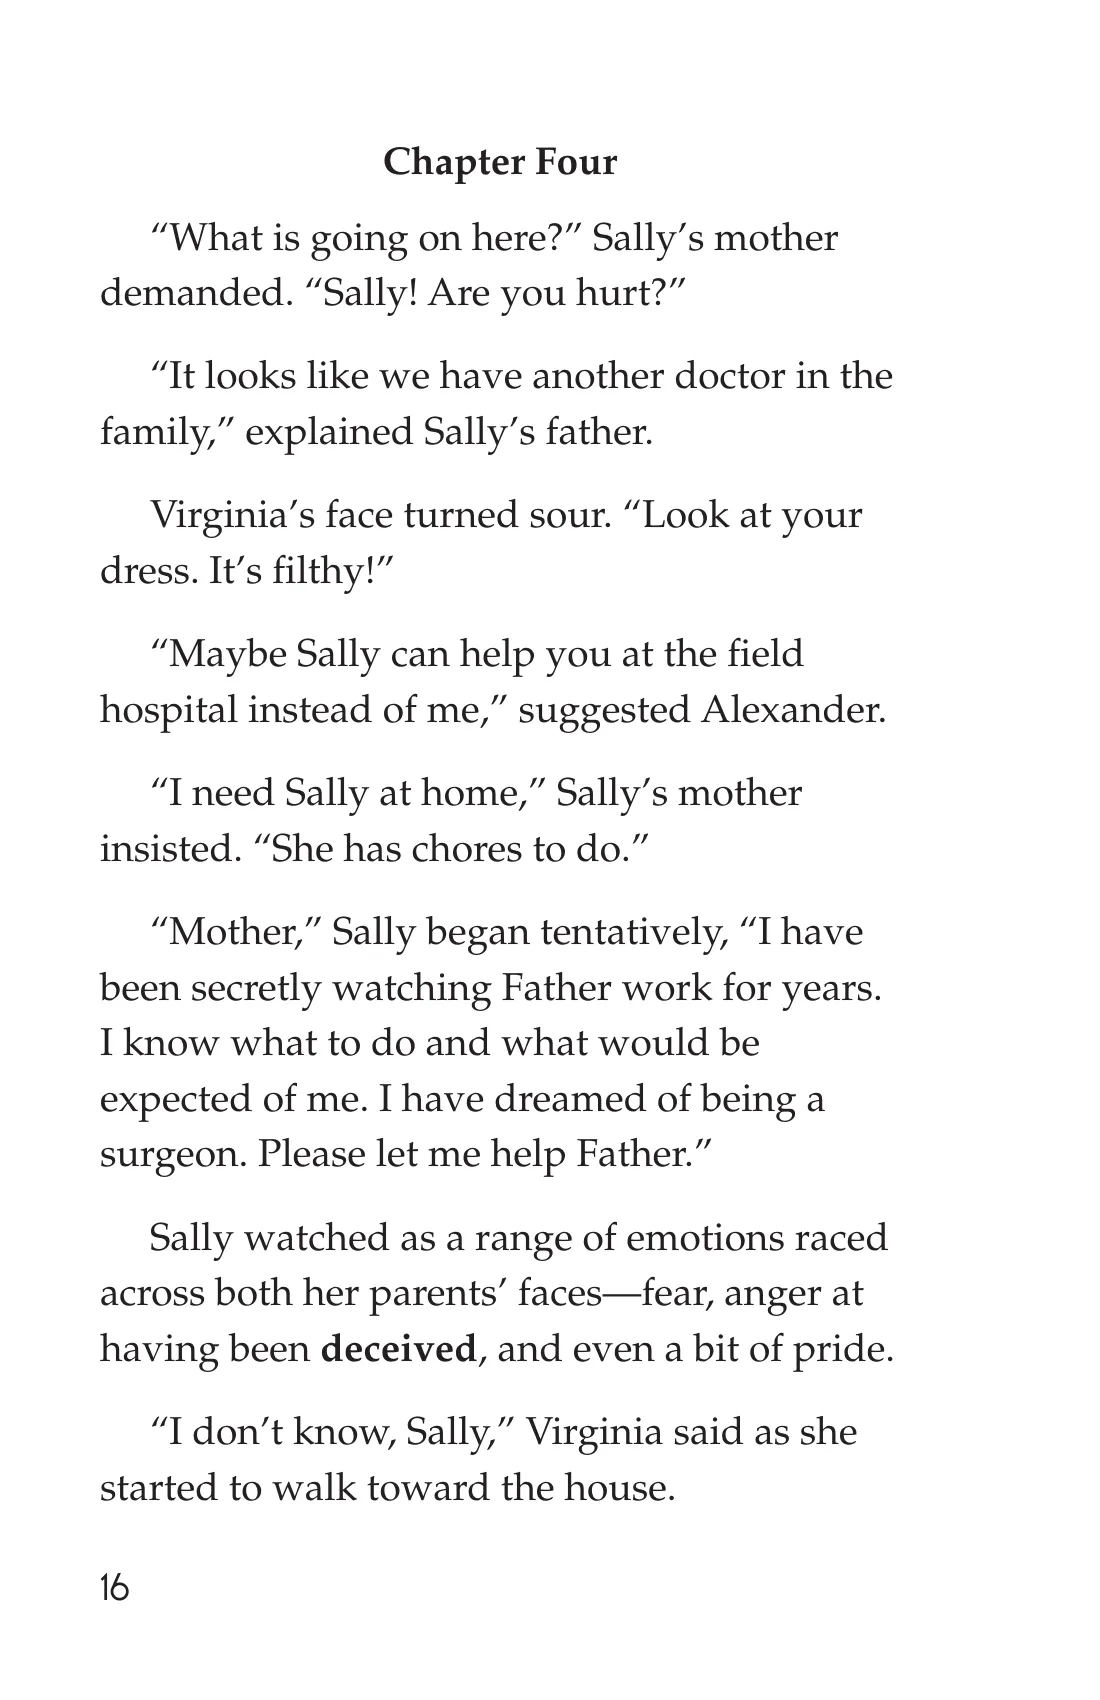 Chapter Four
“What is going on here?” Sally’s mother
demanded. “Sally! Are you hurt?”
“It looks like we have another doctor in the
family,” explained Sally’s father.
Virginia’s face turned sour. “Look at your
dress. It’s filthy!”
“Maybe Sally can help you at the field
hospital instead of me,” suggested Alexander.
“I need Sally at home,” Sally’s mother
insisted. “She has chores to do.”
“Mother,” Sally began tentatively, “I have
been secretly watching Father work for years.
I know what to do and what would be
expected of me. I have dreamed of being a
surgeon. Please let me help Father.”
Sally watched as a range of emotions raced
across both her parents’ faces—fear, anger at
having been deceived, and even a bit of pride.
“I don’t know, Sally,” Virginia said as she
started to walk toward the house.
16